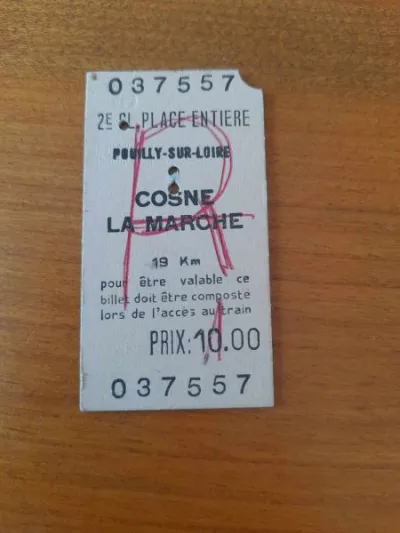 037557
2E CL PLACE ENTIERE
POUILLY-SUR-LOIRE
COSNE
LA MARCHE
19 Km
pour être valable ce
billet doit être composte
lors de l'accès au train
PRIX: 10.00
037557
R